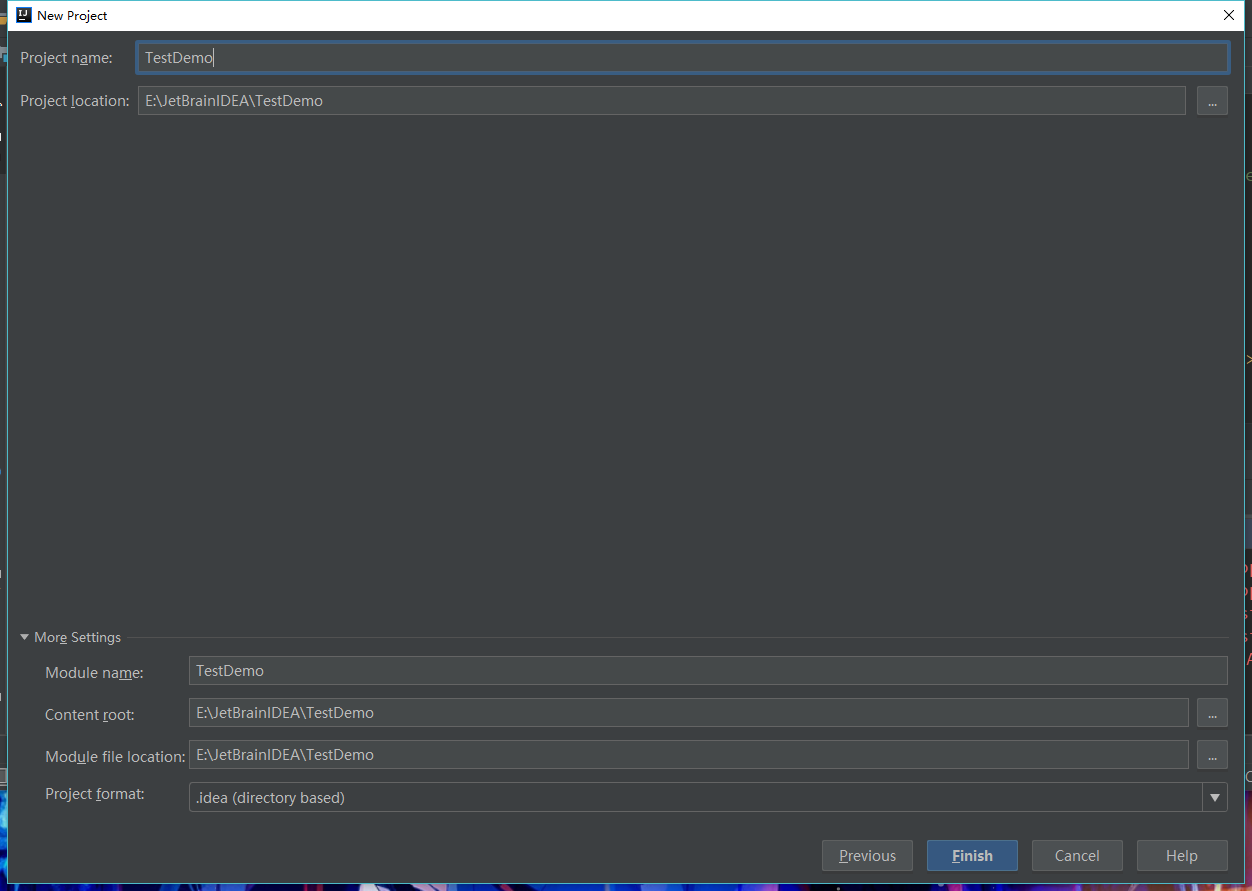 New Project
Project name: TestDemo
Project location: E:\JetBrainIDEA\TestDemo ...
More Settings
Module name: TestDemo
Content root: E:\JetBrainIDEA\TestDemo ...
Module file location: E:\JetBrainIDEA\TestDemo ...
Project format: .idea (directory based)
Previous Finish Cancel Help